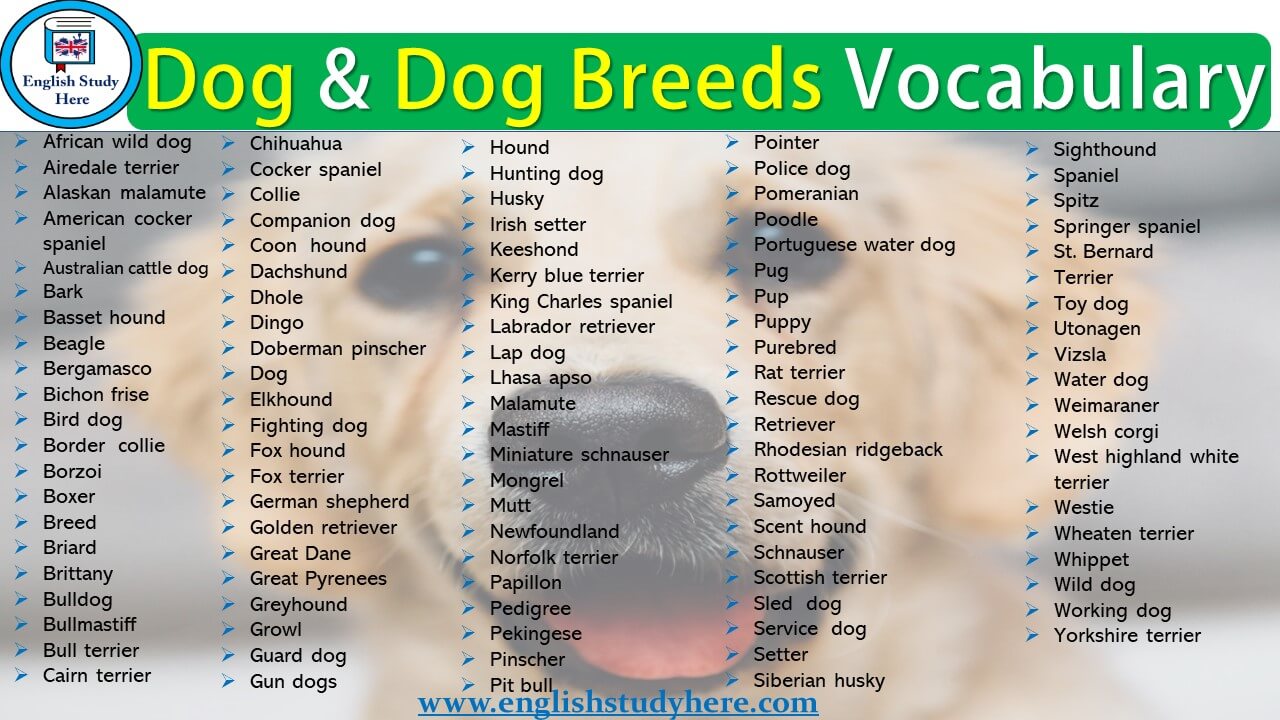 English Study
Here
Dog & Dog Breeds Vocabulary
African wild dog
Airedale terrier
Alaskan malamute
American cocker
spaniel
Australian cattle dog
Bark
Basset hound
Beagle
Bergamasco
Bichon frise
Bird dog
Border collie
Borzoi
Boxer
Breed
Briard
Brittany
Bulldog
Bullmastiff
Bull terrier
Cairn terrier
Chihuahua
Cocker spaniel
Collie
Companion dog
Coon hound
Dachshund
Dhole
Dingo
Doberman pinscher
Dog
Elkhound
Fighting dog
Fox hound
Fox terrier
German shepherd
Golden retriever
Great Dane
Great Pyrenees
Greyhound
Growl
Guard dog
Gun dogs
Hound
Hunting dog
Husky
Irish setter
Keeshond
Kerry blue terrier
King Charles spaniel
Labrador retriever
Lap dog
Lhasa apso
Malamute
Mastiff
Miniature schnauser
Mongrel
Mutt
Newfoundland
Norfolk terrier
Papillon
Pedigree
Pekingese
Pinscher
Pit bull
Pointer
Police dog
Pomeranian
Poodle
Portuguese water dog
Pug
Pup
Puppy
Purebred
Rat terrier
Rescue dog
Retriever
Rhodesian ridgeback
Rottweiler
Samoyed
Scent hound
Schnauser
Scottish terrier
Sled dog
Service dog
Setter
Siberian husky
Sighthound
Spaniel
Spitz
Springer spaniel
St. Bernard
Terrier
Toy dog
Utonagen
Vizsla
Water dog
Weimaraner
Welsh corgi
West highland white
terrier
Westie
Wheaten terrier
Whippet
Wild dog
Working dog
Yorkshire terrier
www.englishstudyhere.com